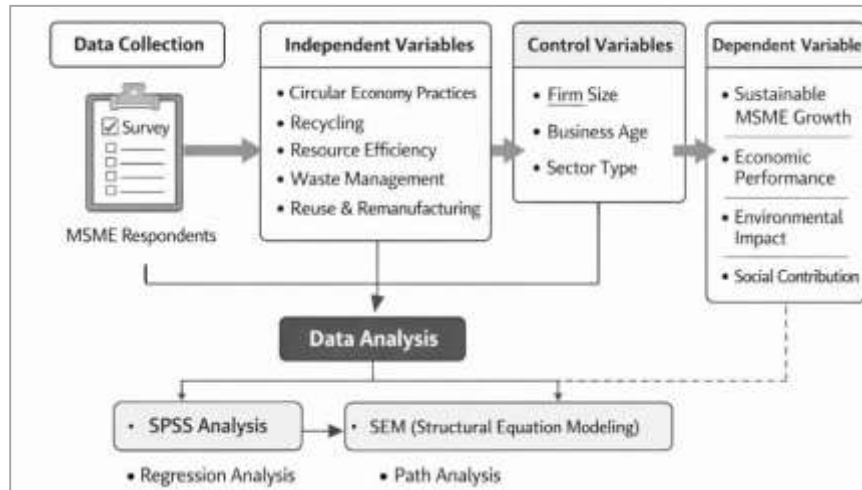 Data Collection
Survey
MSME Respondents
Independent Variables
• Circular Economy Practices
• Recycling
• Resource Efficiency
• Waste Management
• Reuse & Remanufacturing
Control Variables
• Firm Size
• Business Age
• Sector Type
Dependent Variable
• Sustainable
MSME Growth
• Economic
Performance
• Environmental
Impact
• Social Contribution
Data Analysis
• SPSS Analysis
• SEM (Structural Equation Modeling)
• Regression Analysis
• Path Analysis